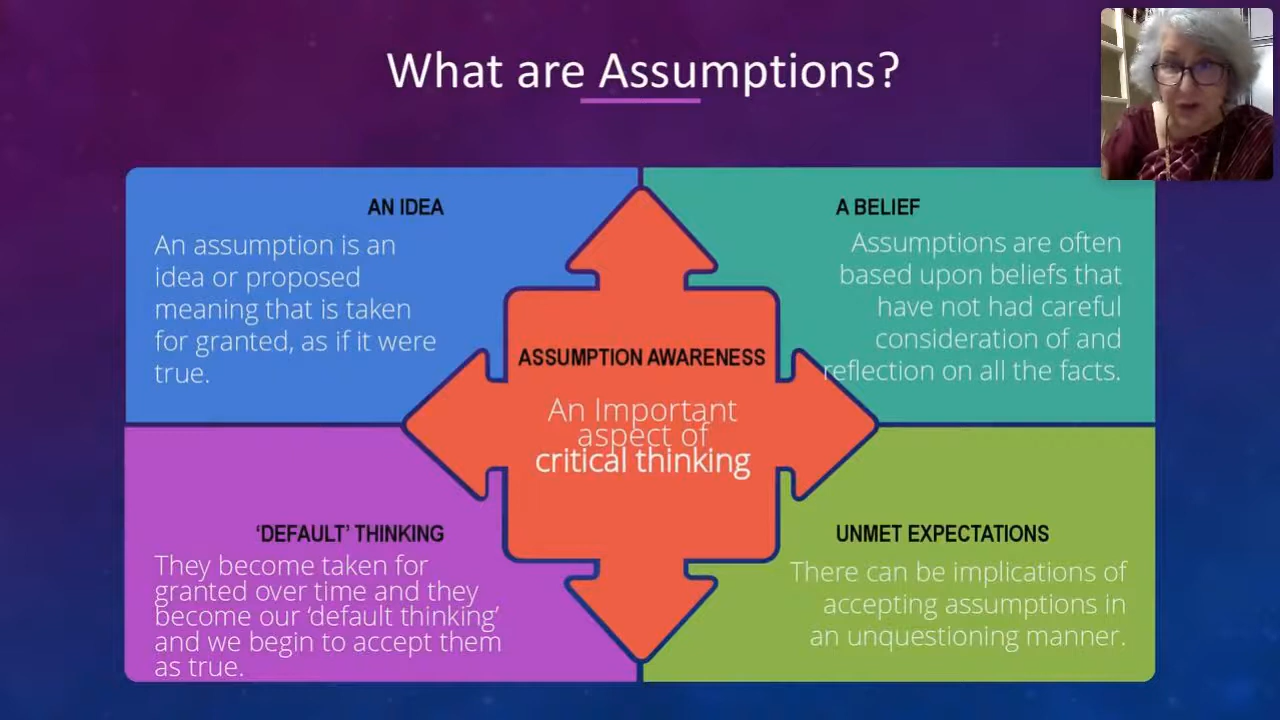 What are Assumptions?
AN IDEA
An assumption is an
idea or proposed
meaning that is taken
for granted, as if it were
true.
A BELIEF
Assumptions are often
based upon beliefs that
have not had careful
consideration of and
reflection on all the facts.
ASSUMPTION AWARENESS
An Important
aspect of
critical thinking
‘DEFAULT’ THINKING
They become taken for
granted over time and they
become our ‘default thinking’
and we begin to accept them
as true.
UNMET EXPECTATIONS
There can be implications of
accepting assumptions in
an unquestioning manner.